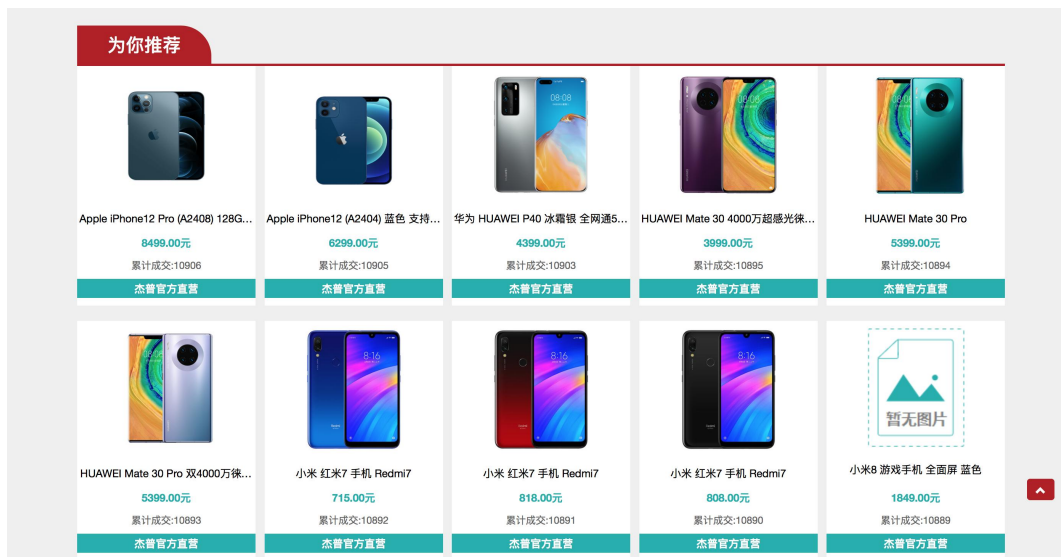 为你推荐
Apple iPhone12 Pro (A2408) 128G...
8499.00元
累计成交:10906
杰普官方直营
Apple iPhone12 (A2404) 蓝色 支持...
6299.00元
累计成交:10905
杰普官方直营
华为 HUAWEI P40 冰霜银 全网通5...
4399.00元
累计成交:10903
杰普官方直营
HUAWEI Mate 30 4000万超感光徕...
3999.00元
累计成交:10895
杰普官方直营
HUAWEI Mate 30 Pro
5399.00元
累计成交:10894
杰普官方直营
HUAWEI Mate 30 Pro 双4000万徕...
5399.00元
累计成交:10893
杰普官方直营
8:16
小米 红米7 手机 Redmi7
715.00元
累计成交:10892
杰普官方直营
8:16
小米 红米7 手机 Redmi7
818.00元
累计成交:10891
杰普官方直营
8:16
小米 红米7 手机 Redmi7
808.00元
累计成交:10890
杰普官方直营
暂无图片
小米8 游戏手机 全面屏 蓝色
1849.00元
累计成交:10889
杰普官方直营